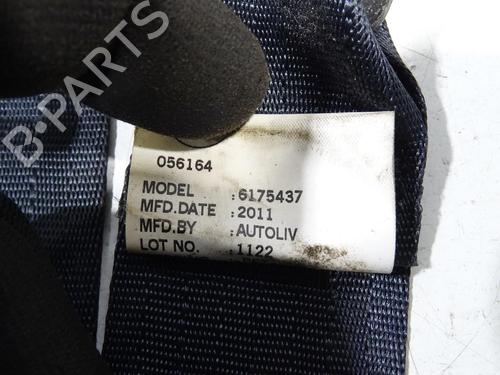 B-PARTS
056164
MODEL :6175437
MFD.DATE :2011
MFD.BY :AUTOLIV
LOT NO. :1122